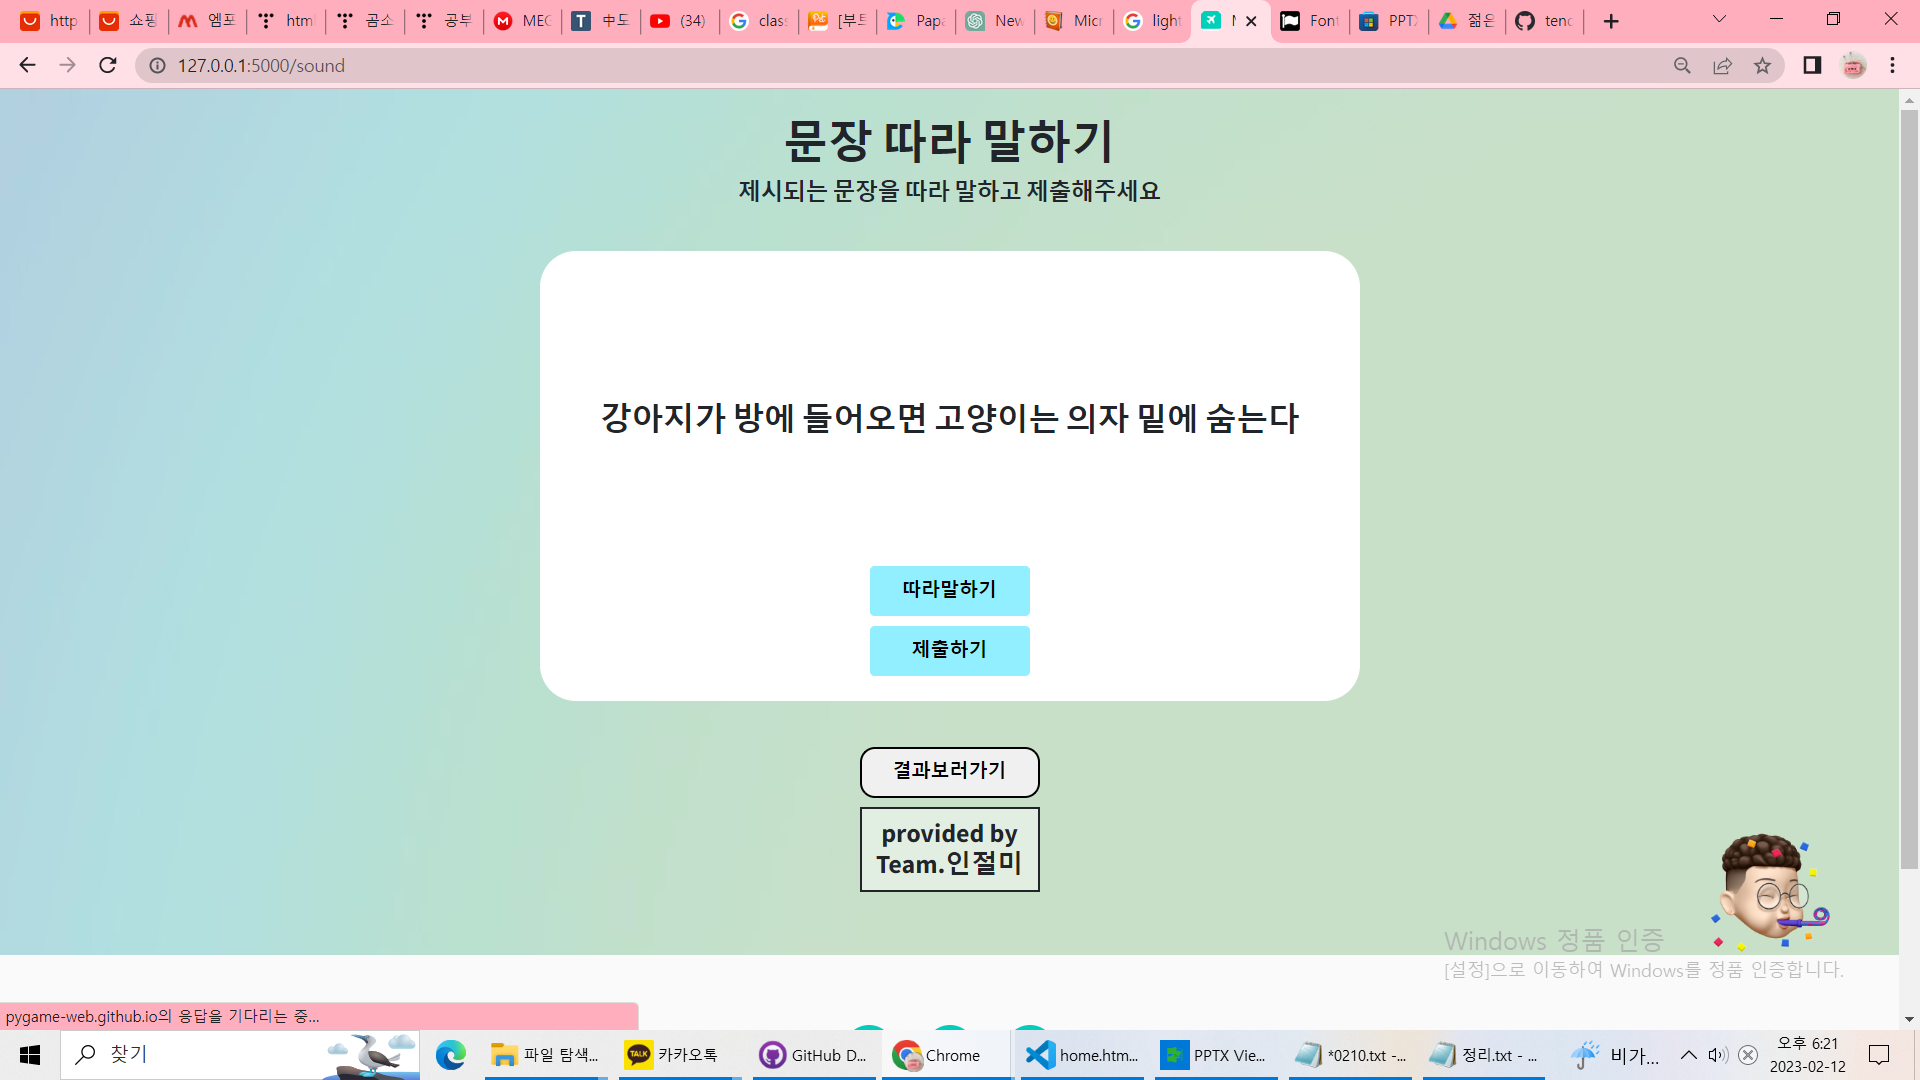 http
쇼핑
엠포
html
곰소
공부
MEG
中도
(34)
class
[부트
Papa
New
Micr
light
Font
PPTX
젊은
tenc
127.0.0.1:5000/sound
문장 따라 말하기
제시되는 문장을 따라 말하고 제출해주세요
강아지가 방에 들어오면 고양이는 의자 밑에 숨는다
따라말하기
제출하기
결과보러가기
provided by
Team.인절미
Windows 정품 인증
[설정]으로 이동하여 Windows를 정품 인증합니다.
pygame-web.github.io의 응답을 기다리는 중...
찾기
파일 탐색...
TALK
카카오톡
GitHub D...
Chrome
home.htm...
PPTX Vie...
*0210.txt -...
정리.txt - ...
비가...
오후 6:21
2023-02-12